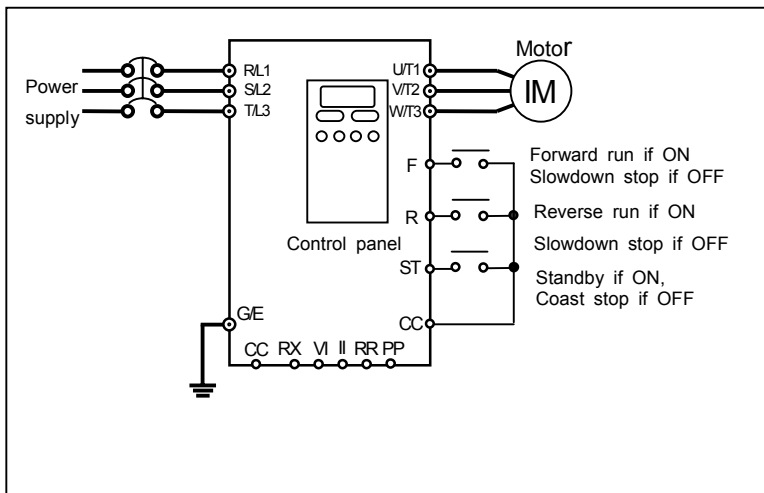 Motor
R/L1
U/T1
Power
supply
S/L2
V/T2
IM
T/L3
W/T3
F
Forward run if ON
Slowdown stop if OFF
R
Reverse run if ON
Control panel
Slowdown stop if OFF
ST
Standby if ON,
Coast stop if OFF
G/E
CC
CC RX VI II RR PP